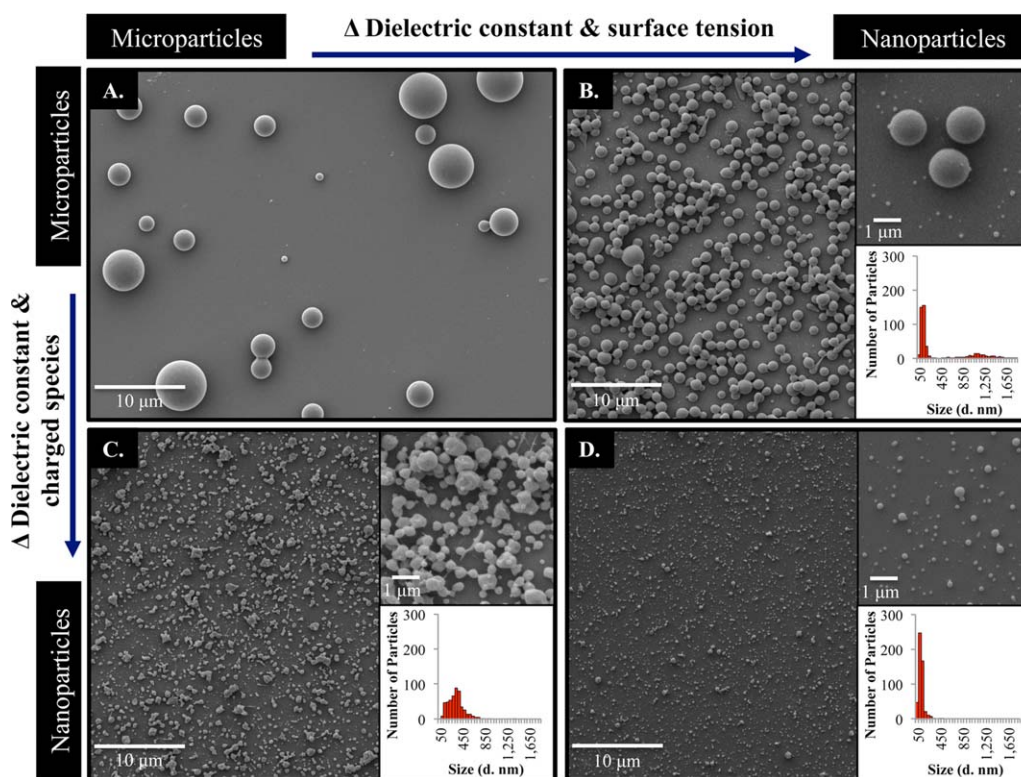 Microparticles
Δ Dielectric constant & surface tension
Nanoparticles
Microparticles
Δ Dielectric constant &
charged species
Nanoparticles
A.
10 μm
B.
10 μm
1 μm
Number of Particles
300
200
100
0
50
450
850
1,250
1,650
Size (d. nm)
C.
10 μm
1 μm
Number of Particles
300
200
100
0
50
450
850
1,250
1,650
Size (d. nm)
D.
10 μm
1 μm
Number of Particles
300
200
100
0
50
450
850
1,250
1,650
Size (d. nm)